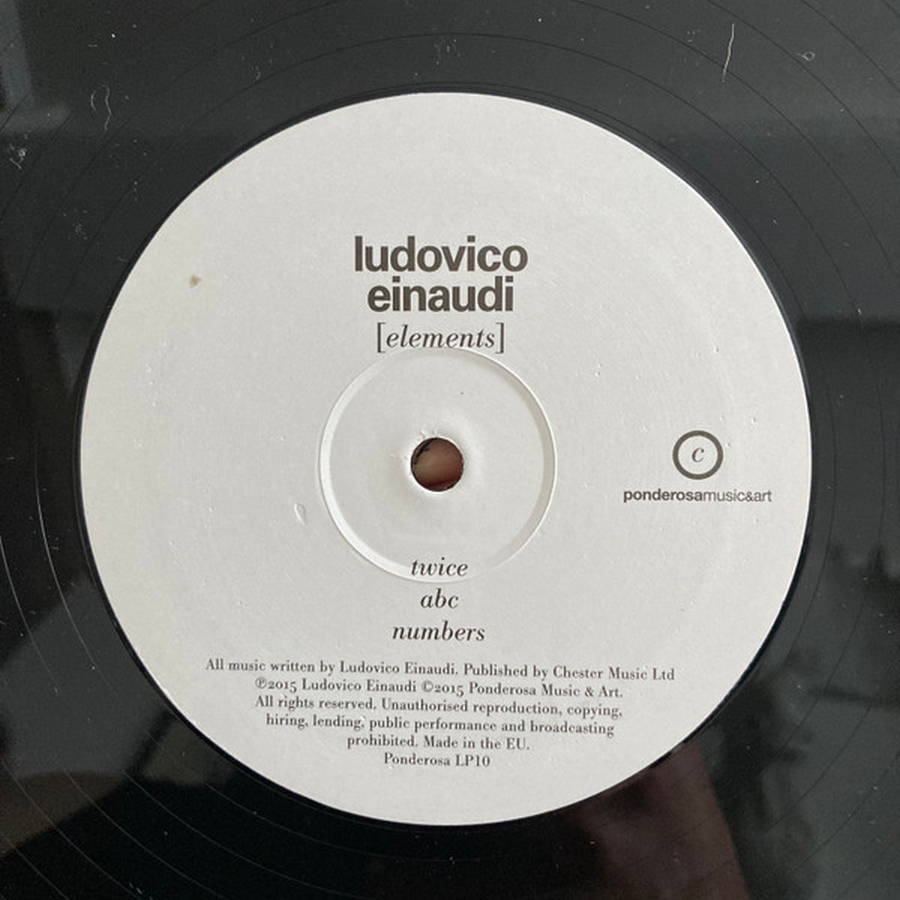 ludovico
einaudi
[elements]
c
ponderosamusic&art
twice
abc
numbers
All music written by Ludovico Einaudi. Published by Chester Music Ltd
℗2015 Ludovico Einaudi ©2015 Ponderosa Music & Art.
All rights reserved. Unauthorised reproduction, copying,
hiring, lending, public performance and broadcasting
prohibited. Made in the EU.
Ponderosa LP10